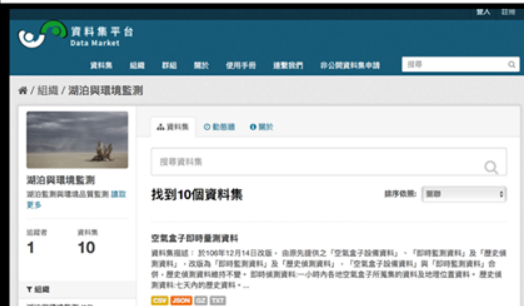 登入 註冊
資料集平台
Data Market
資料集 組織 群組 關於 使用手冊 連繫我們 非公開資料集申請 搜尋
/ 組織 / 湖泊與環境監測
資料集 動態牆 關於
搜尋資料集
湖泊與環境監測
湖泊監測與環境品質監測 讀取
更多
找到10個資料集
排序依照: 關聯
追蹤者 資料集
1 10
空氣盒子即時量測資料
資料集描述: 於106年12月14日改版, 由原先提供之「空氣盒子設備資料」、「即時監測資料」及「歷史偵
測資料」, 改版為「即時監測資料」及「歷史偵測資料」, 「空氣盒子設備資料」與「即時監測資料」合
併, 歷史偵測資料維持不變。 即時偵測資料:一小時內各地空氣盒子所蒐集的資料及地理位置資料。 歷史偵
測資料:七天內的歷史資料。...
CSV JSON GZ TXT
組織